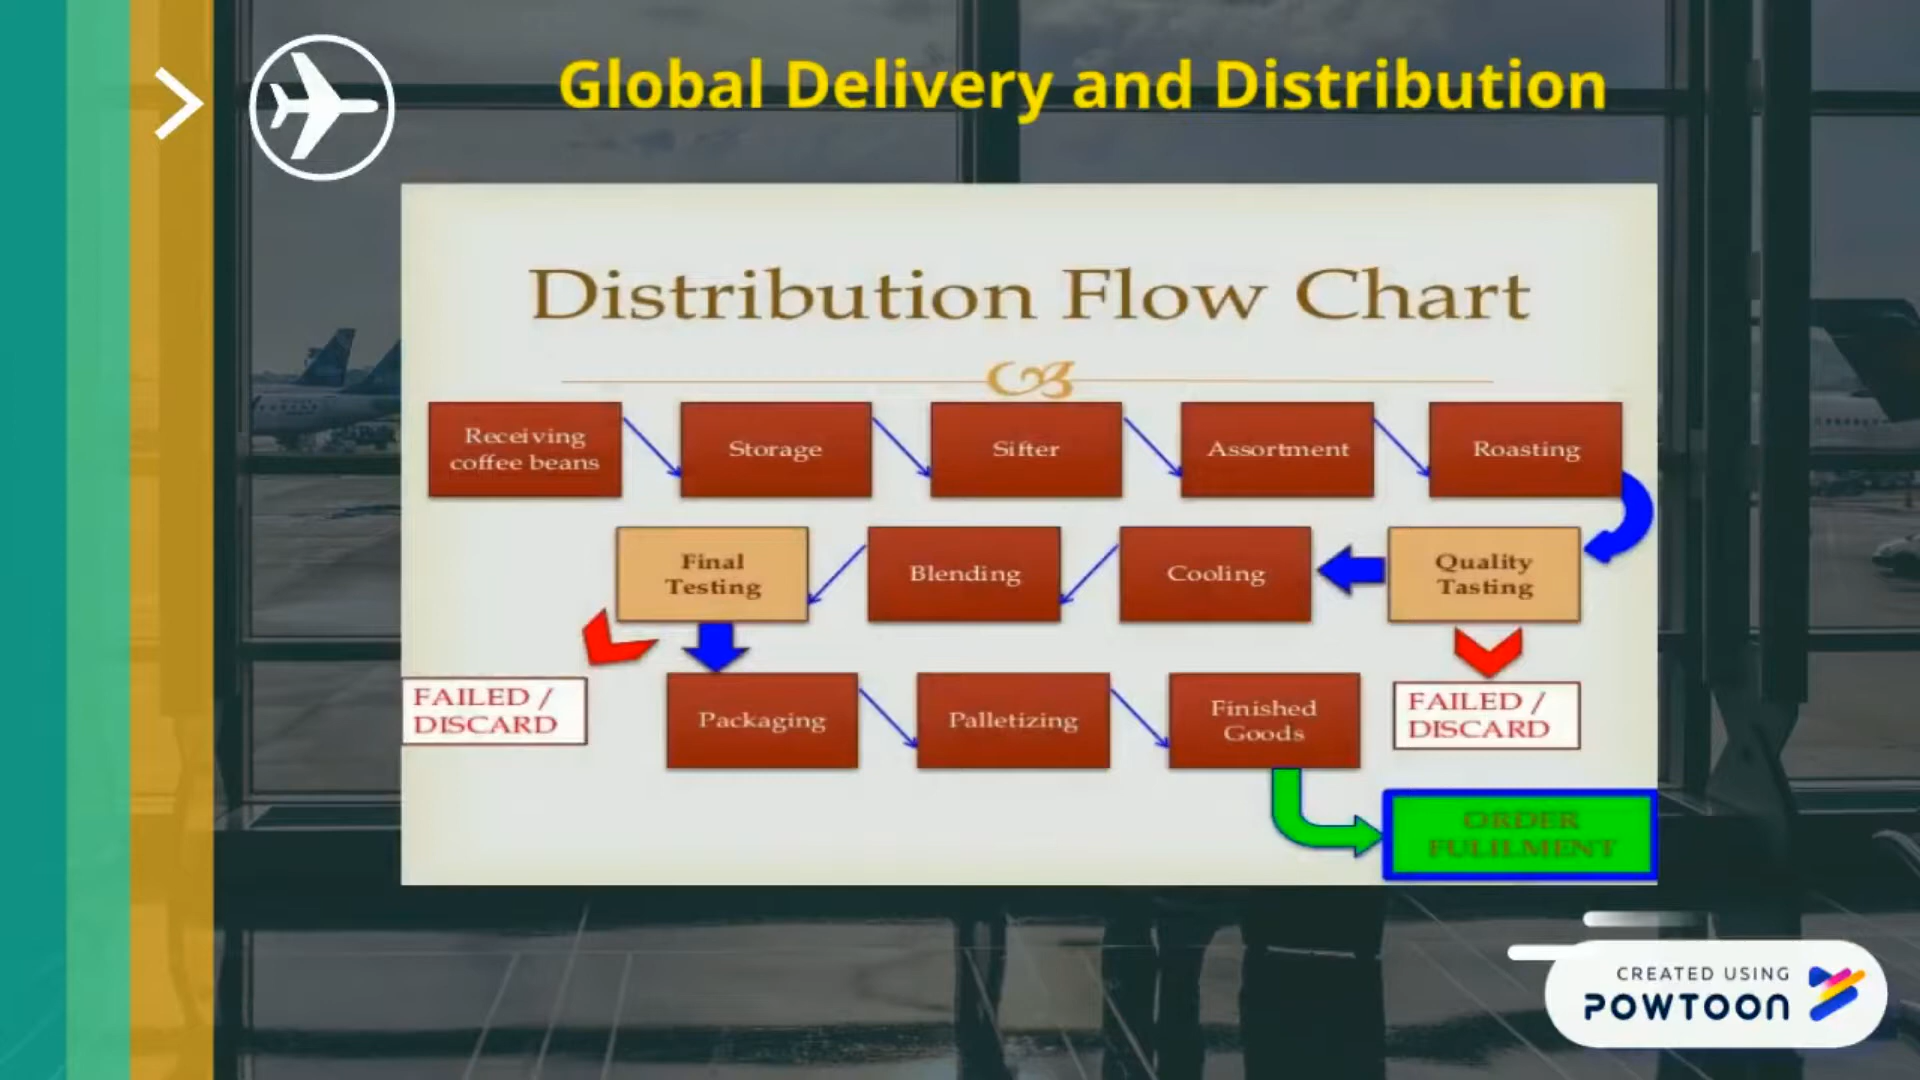 Global Delivery and Distribution
Distribution Flow Chart
Receiving
coffee beans
Storage
Sifter
Assortment
Roasting
Final
Testing
Blending
Cooling
Quality
Tasting
FAILED /
DISCARD
Packaging
Palletizing
Finished
Goods
FAILED /
DISCARD
ORDER
FULILMENT
CREATED USING
POWTOON